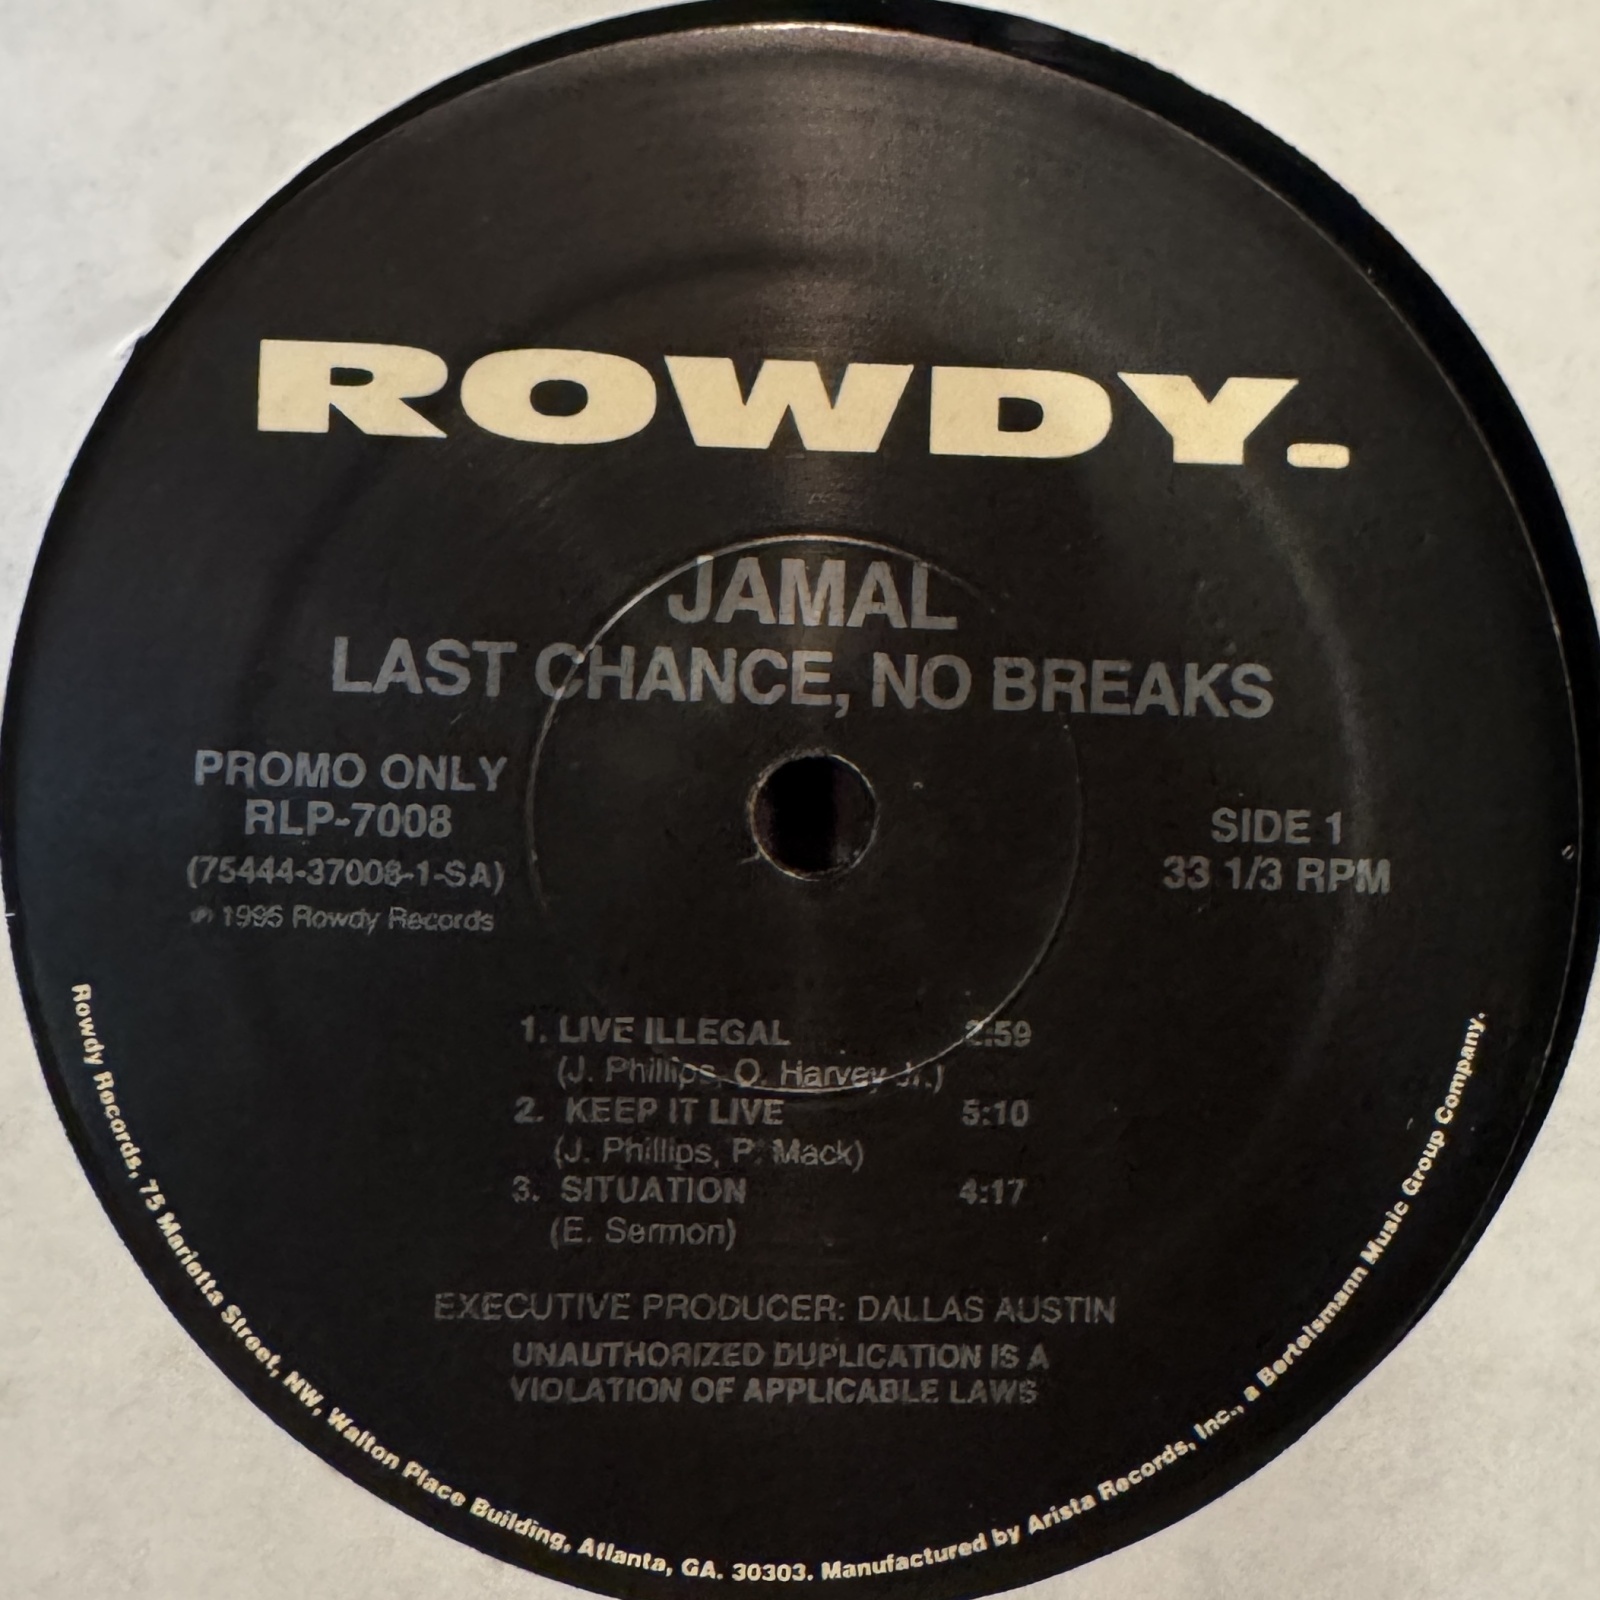 ROWDY.
JAMAL
LAST CHANCE, NO BREAKS
PROMO ONLY
RLP-7008
(75444-37008-1-SA)
℗ 1995 Rowdy Records
SIDE 1
33 1/3 RPM
1. LIVE ILLEGAL 2:59
(J. Phillips, O. Harvey Jr.)
2. KEEP IT LIVE 5:10
(J. Phillips, P. Mack)
3. SITUATION 4:17
(E. Sermon)
EXECUTIVE PRODUCER: DALLAS AUSTIN
UNAUTHORIZED DUPLICATION IS A
VIOLATION OF APPLICABLE LAWS
Rowdy Records, 75 Marietta Street, NW, Walton Place Building, Atlanta, GA. 30303. Manufactured by Arista Records, Inc., a Bertelsmann Music Group Company.